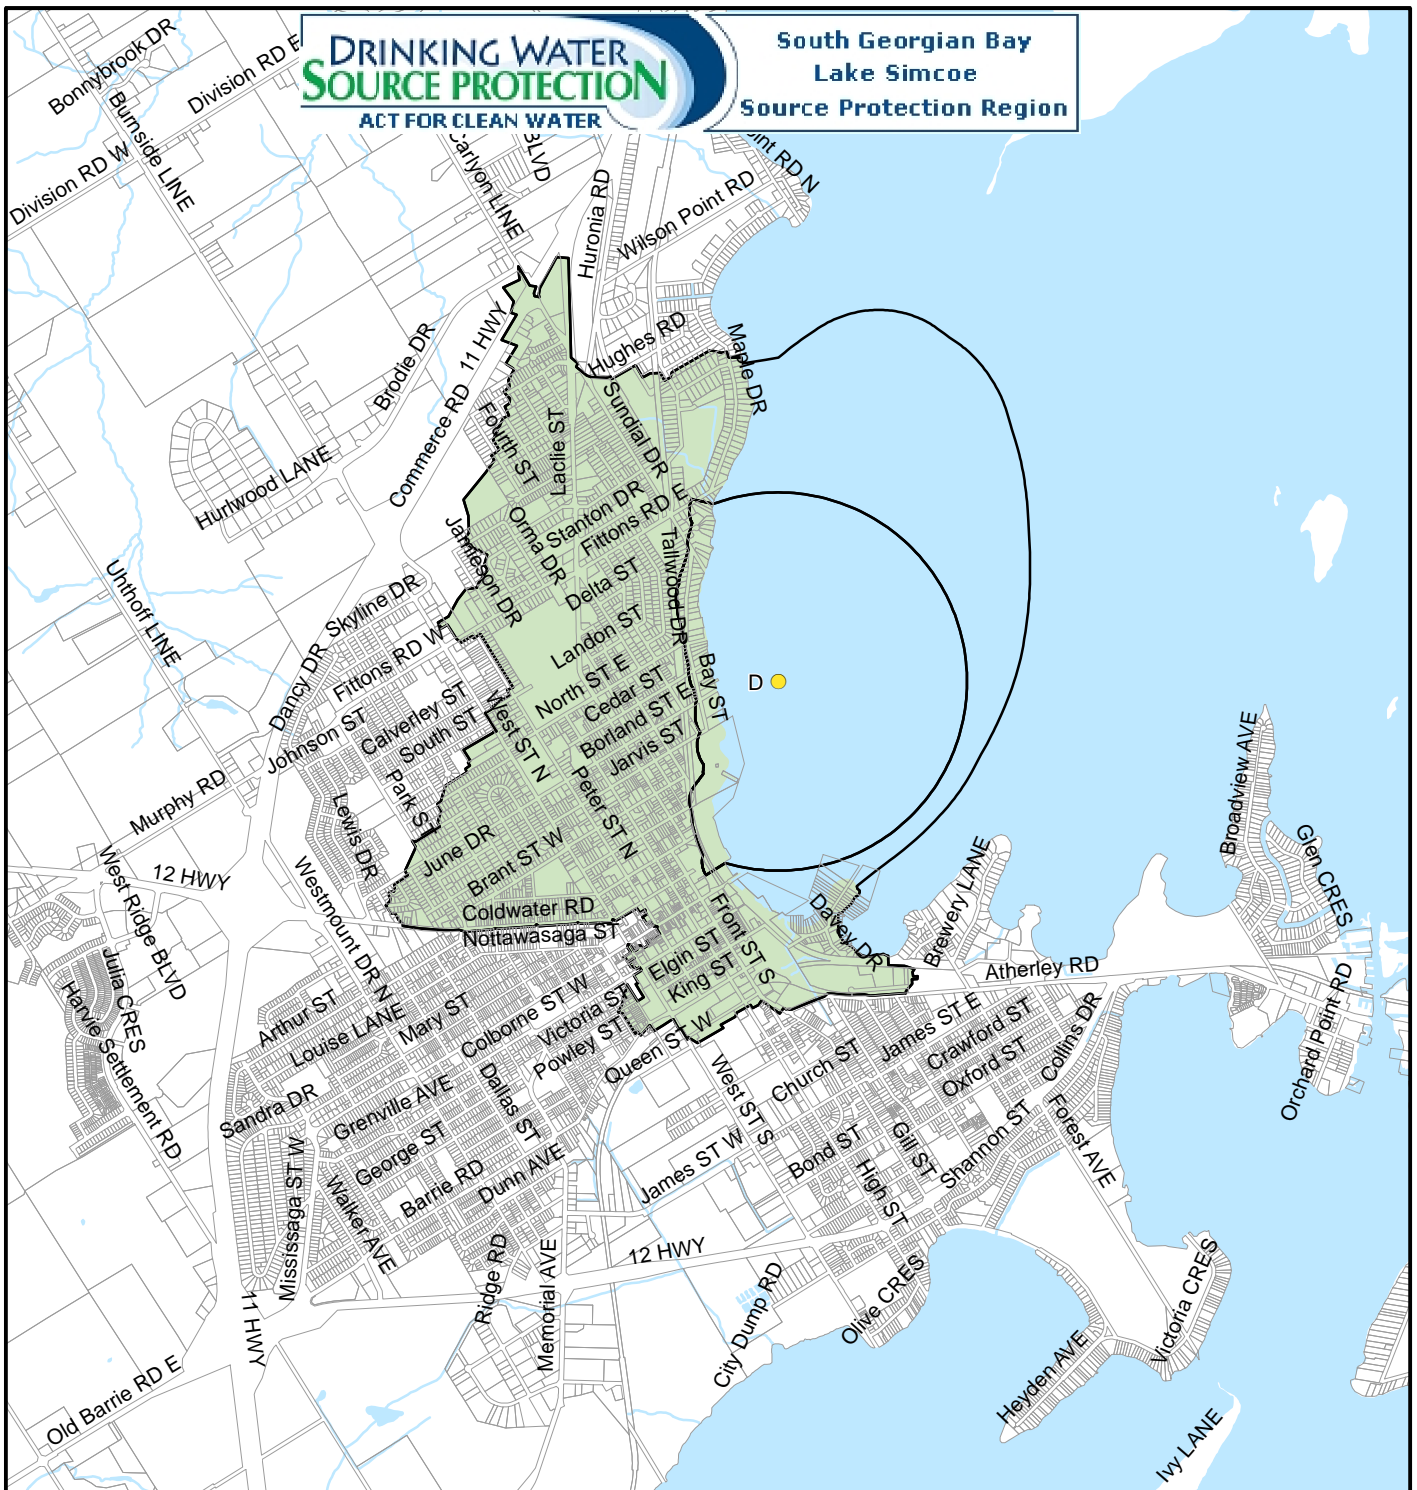 DRINKING WATER
SOURCE PROTECTION
ACT FOR CLEAN WATER
South Georgian Bay
Lake Simcoe
Source Protection Region
Bonnybrook DR
Division RD E
Burnside LINE
Division RD W
Carlyon LINE
BLVD
Huronia RD
Wilson Point RD
int RD N
Brodie DR
11 HWY
Commerce RD
Hughes RD
Maple DR
Sundial DR
Fourth ST
Laclie ST
Hurlwood LANE
Stanton DR
Fittons RD E
Orma DR
Jamieson DR
Tallwood DR
Delta ST
Uhthoff LINE
Skyline DR
Landon ST
Fittons RD W
Dancy DR
North ST E
Cedar ST
Bay ST
D
Borland ST E
Jarvis ST
Calverley ST
South ST
Johnson ST
West ST N
Park ST
Peter ST N
Murphy RD
Lewis DR
June DR
Brant ST W
12 HWY
West Ridge BLVD
Westmount DR N
Coldwater RD
Nottawasaga ST
Front ST S
Davey DR
Brewery LANE
Broadview AVE
Glen CRES
Atherley RD
Orchard Point RD
Elgin ST
King ST
Julia CRES
Harvie Settlement RD
Arthur ST
Louise LANE
Mary ST
Colborne ST W
Victoria ST
Powley ST
Queen ST W
James ST E
Crawford ST
Oxford ST
Collins DR
Church ST
West ST S
Sandra DR
Grenville AVE
Dallas ST
George ST
Barrie RD
Dunn AVE
James ST W
Bond ST
Gill ST
High ST
Shannon ST
Forest AVE
Mississaga ST W
Walker AVE
12 HWY
Ridge RD
Memorial AVE
City Dump RD
Olive CRES
Victoria CRES
Heyden AVE
11 HWY
Old Barrie RD E
Ivy LANE